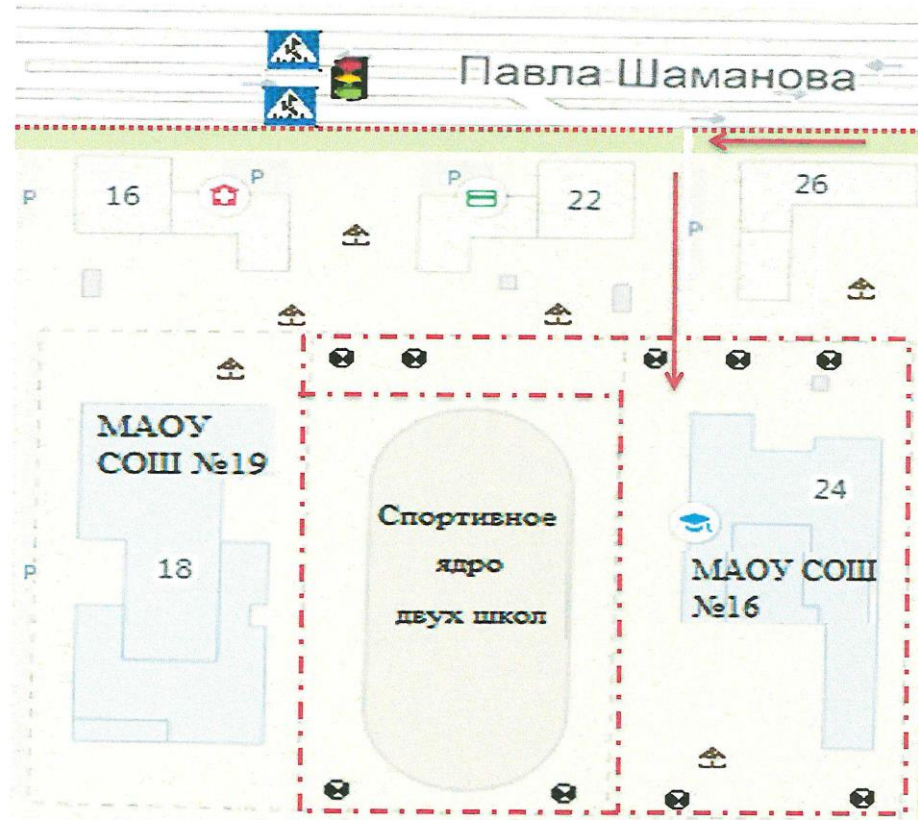 Павла Шаманова
16
P
P
22
26
P
P
МАОУ
СОШ №19
24
Спортивное
ядро
двух школ
18
P
МАОУ СОШ
№16